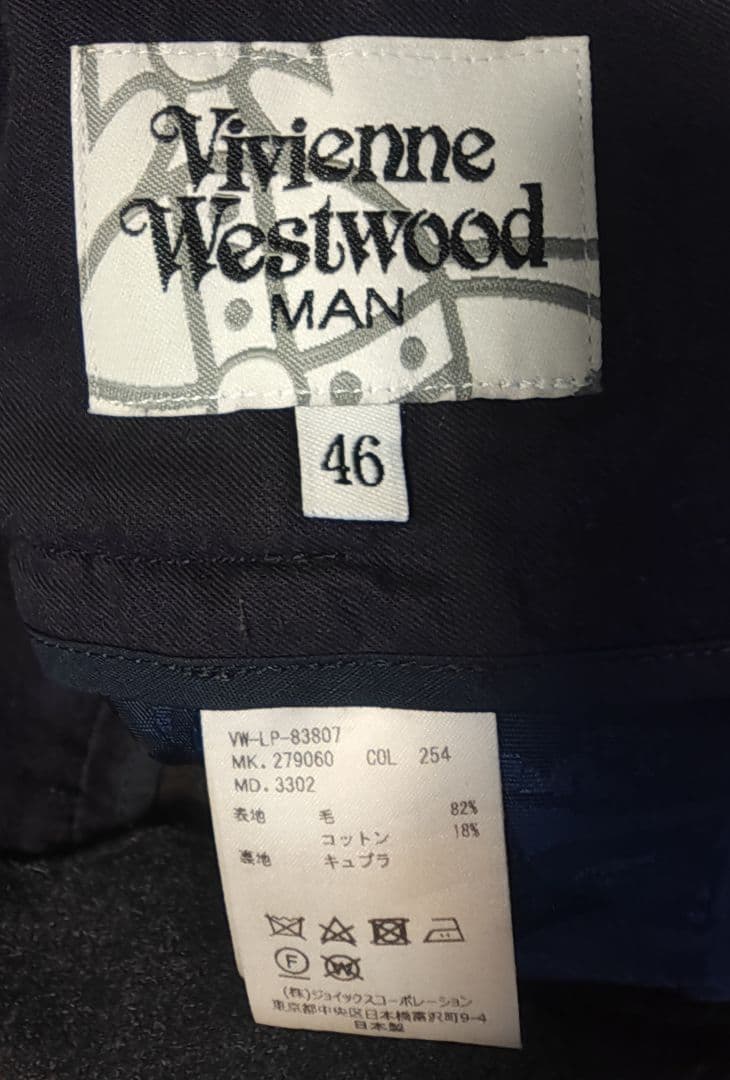 Vivienne
Westwood
MAN
46
VW-LP-83807
MK. 279060 COL 254
MD. 3302
表地 毛 82%
コットン 18%
裏地 キュプラ
F W
(株)ジョイックスコーポレーション
東京都中央区日本橋富沢町9-4
日本製